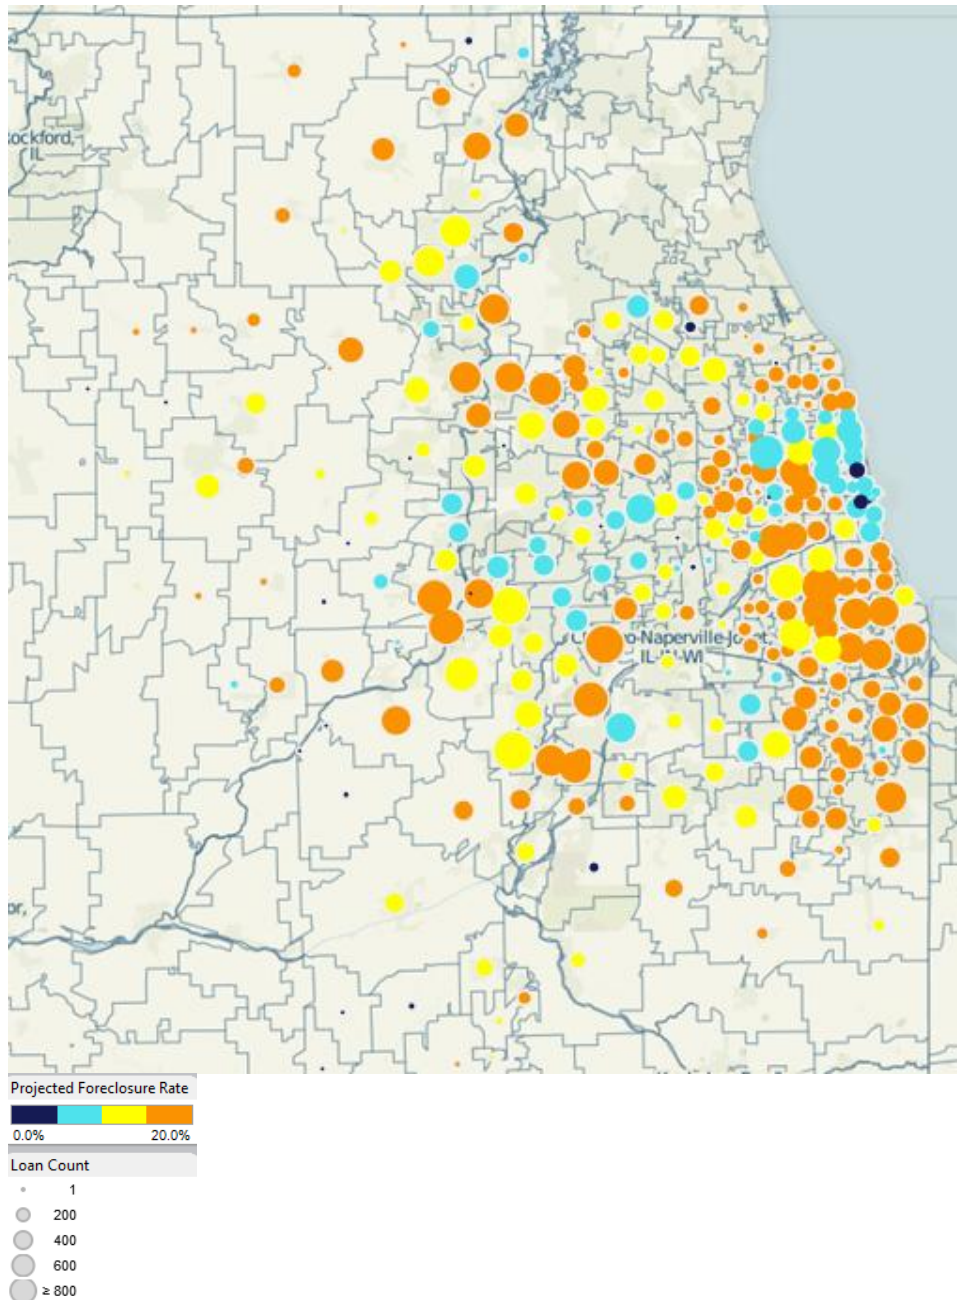 ockford,
IL
o-Naperville-Jo
IL-IN-WI
or,
Projected Foreclosure Rate
0.0% 20.0%
Loan Count
1
200
400
600
≥ 800